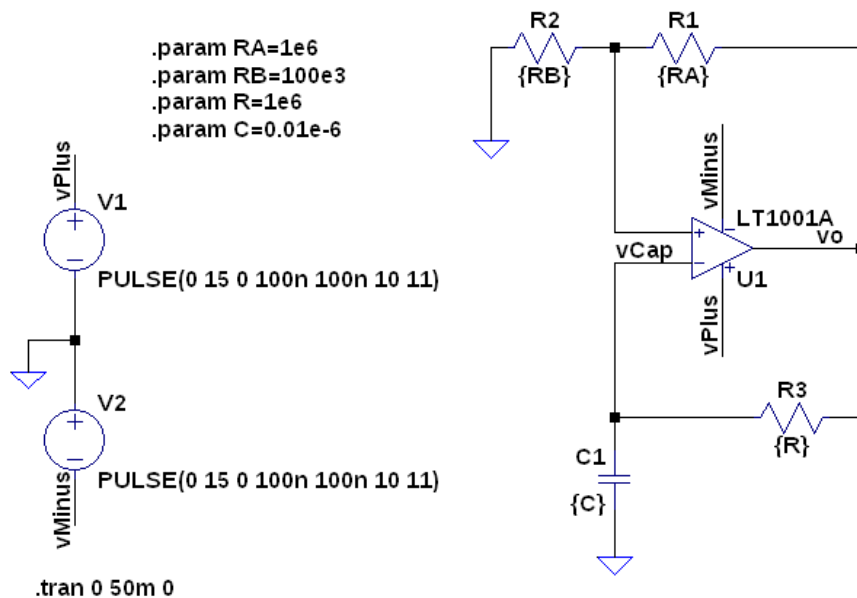 .param RA=1e6
.param RB=100e3
.param R=1e6
.param C=0.01e-6
vPlus
V1
+
−
PULSE(0 15 0 100n 100n 10 11)
V2
+
−
PULSE(0 15 0 100n 100n 10 11)
vMinus
.tran 0 50m 0
R2
{RB}
R1
{RA}
vMinus
LT1001A
+
−
−
+
vCap
vo
U1
vPlus
R3
{R}
C1
{C}